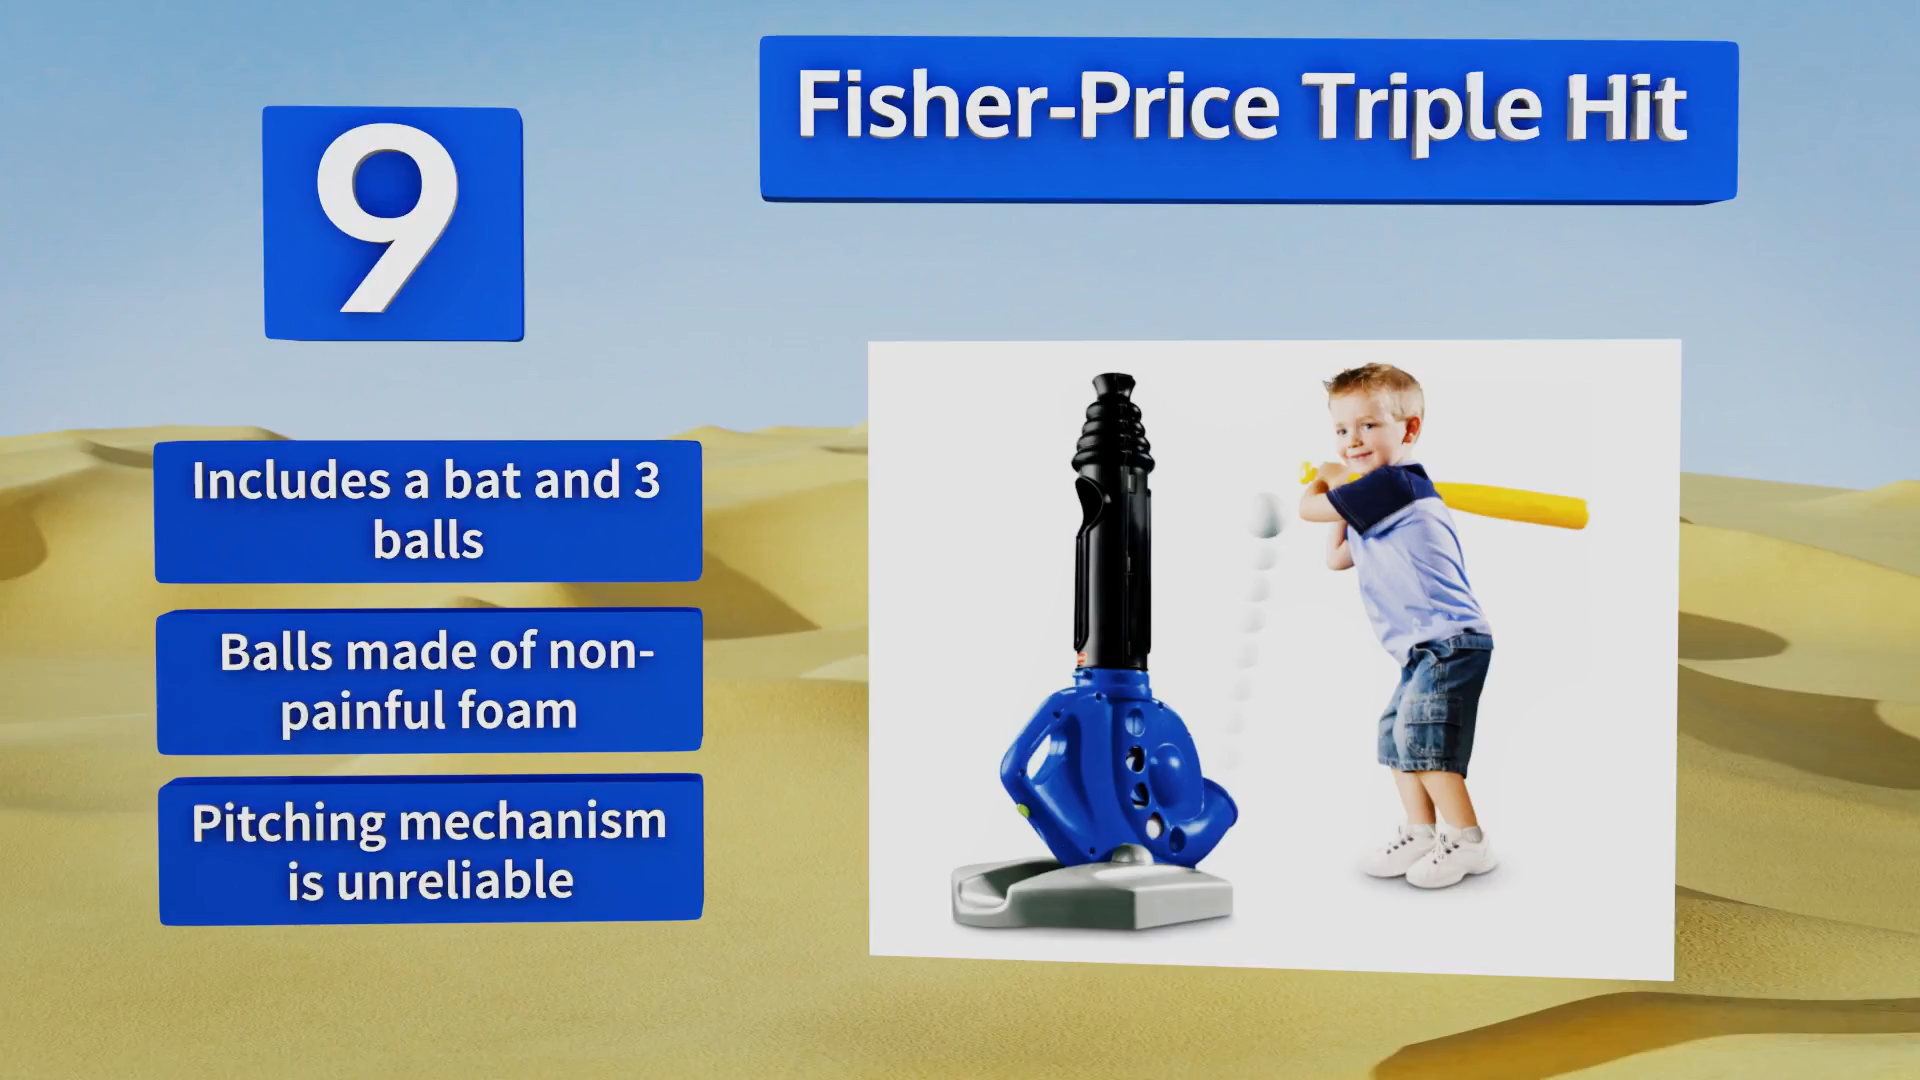 9
Fisher-Price Triple Hit
Includes a bat and 3
balls
Balls made of non-
painful foam
Pitching mechanism
is unreliable